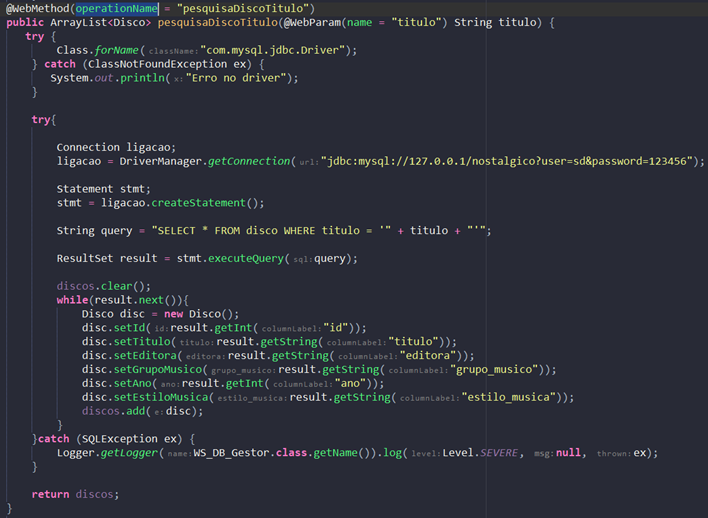 @WebMethod(operationName = "pesquisaDiscoTitulo")
public ArrayList<Disco> pesquisaDiscoTitulo(@WebParam(name = "titulo") String titulo) {
try {
Class.forName( className: "com.mysql.jdbc.Driver");
} catch (ClassNotFoundException ex) {
System.out.println( x: "Erro no driver");
}
try{
Connection ligacao;
ligacao = DriverManager.getConnection( url: "jdbc:mysql://127.0.0.1/nostalgico?user=sd&password=123456");
Statement stmt;
stmt = ligacao.createStatement();
String query = "SELECT * FROM disco WHERE titulo = '" + titulo + "'";
ResultSet result = stmt.executeQuery( sql: query);
discos.clear();
while(result.next()){
Disco disc = new Disco();
disc.setId( id: result.getInt( columnLabel: "id"));
disc.setTitulo( titulo: result.getString( columnLabel: "titulo"));
disc.setEditora( editora: result.getString( columnLabel: "editora"));
disc.setGrupoMusico( grupo_musico: result.getString( columnLabel: "grupo_musico"));
disc.setAno( ano: result.getInt( columnLabel: "ano"));
disc.setEstiloMusica( estilo_musica: result.getString( columnLabel: "estilo_musica"));
discos.add( e: disc);
}
}catch (SQLException ex) {
Logger.getLogger( name: WS_DB_Gestor.class.getName()).log( level: Level.SEVERE, msg: null, thrown: ex);
}
return discos;
}